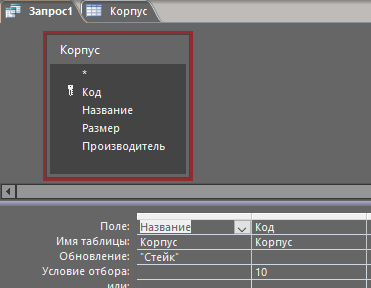 Запрос1 Корпус
Корпус
*
Код
Название
Размер
Производитель
Поле: Название Код
Имя таблицы: Корпус Корпус
Обновление: "Стейк"
Условие отбора: 10
или: